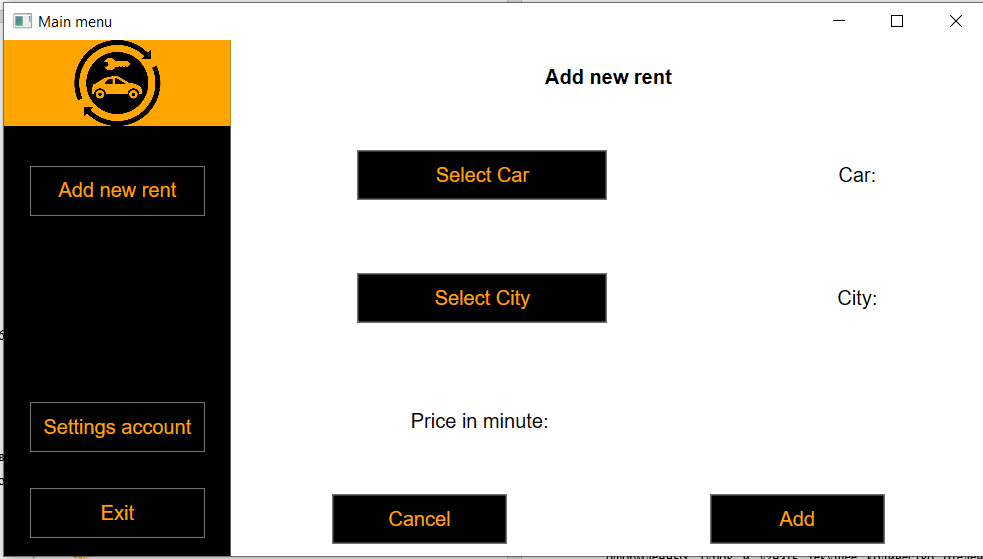 Main menu
Add new rent
Add new rent
Select Car
Car:
Select City
City:
Price in minute:
Settings account
Exit
Cancel
Add